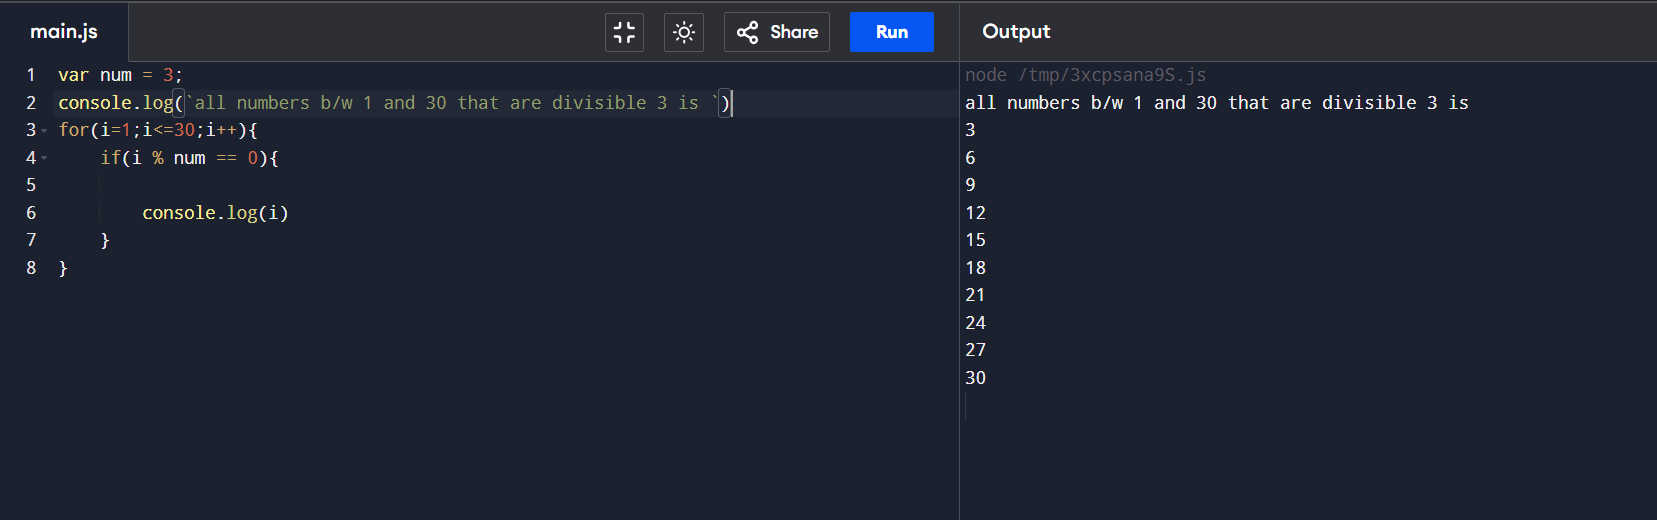 main.js
Share
Run
Output
1 var num = 3;
2 console.log(`all numbers b/w 1 and 30 that are divisible 3 is `)
3 for(i=1;i<=30;i++){
4     if(i % num == 0){
5
6         console.log(i)
7     }
8 }
node /tmp/3xcpsana9S.js
all numbers b/w 1 and 30 that are divisible 3 is
3
6
9
12
15
18
21
24
27
30